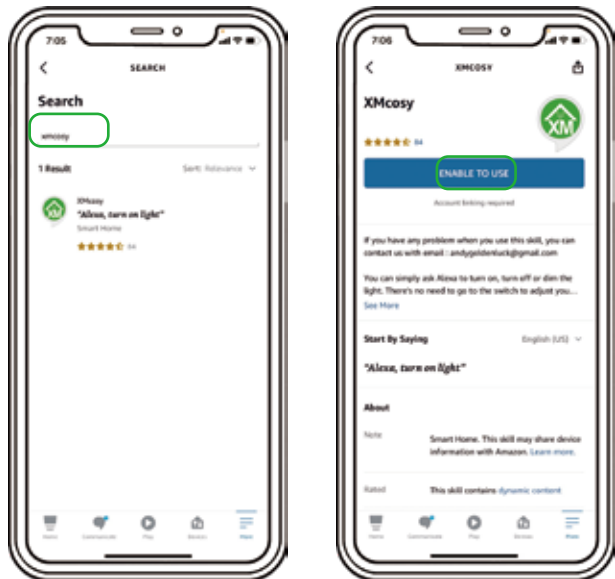 7:05
SEARCH
Search
xmcosy
1 Result
Sort: Relevance
XMcosy
"Alexa, turn on light"
Smart Home
84
Home
Communicate
Play
Devices
More
7:06
XMCOSY
XMcosy
XM
84
ENABLE TO USE
Account linking required
If you have any problem when you use this skill, you can
contact us with email : andygoldenluck@gmail.com
You can simply ask Alexa to turn on, turn off or dim the
light. There's no need to go to the switch to adjust you...
See More
Start By Saying
English (US)
"Alexa, turn on light"
About
Note
Smart Home. This skill may share device
information with Amazon. Learn more.
Rated
This skill contains dynamic content
Home
Communicate
Play
Devices
More